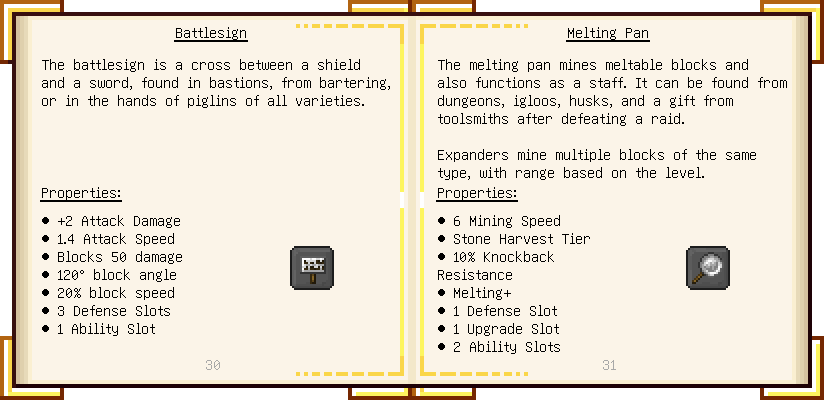 Battlesign
The battlesign is a cross between a shield
and a sword, found in bastions, from bartering,
or in the hands of piglins of all varieties.
Properties:
• +2 Attack Damage
• 1.4 Attack Speed
• Blocks 50 damage
• 120° block angle
• 20% block speed
• 3 Defense Slots
• 1 Ability Slot
30
Melting Pan
The melting pan mines meltable blocks and
also functions as a staff. It can be found from
dungeons, igloos, husks, and a gift from
toolsmiths after defeating a raid.
Expanders mine multiple blocks of the same
type, with range based on the level.
Properties:
• 6 Mining Speed
• Stone Harvest Tier
• 10% Knockback
Resistance
• Melting+
• 1 Defense Slot
• 1 Upgrade Slot
• 2 Ability Slots
31